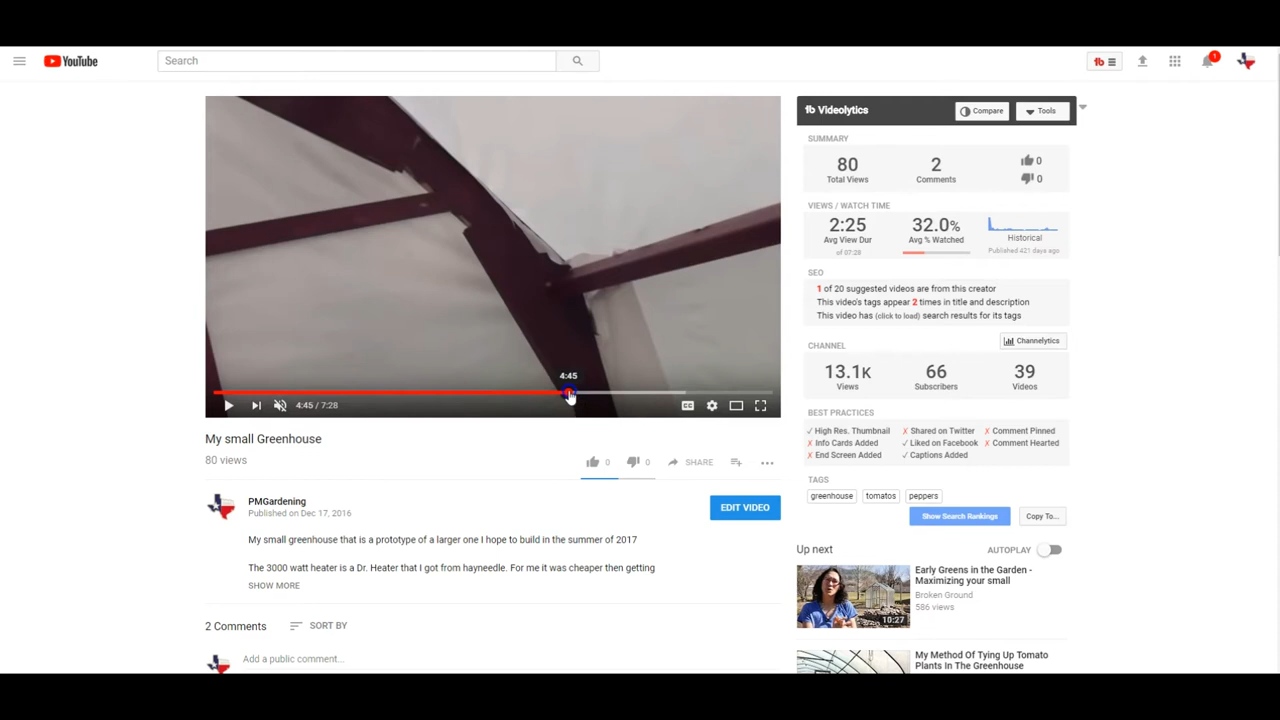 YouTube
Search
1
Videolytics
Compare
Tools
SUMMARY
80
Total Views
2
Comments
0
0
VIEWS / WATCH TIME
2:25
Avg View Dur
of 07:28
32.0%
Avg % Watched
Historical
Published 421 days ago
SEO
1 of 20 suggested videos are from this creator
This video's tags appear 2 times in title and description
This video has (click to load) search results for its tags
CHANNEL
Channelytics
13.1K
Views
66
Subscribers
39
Videos
BEST PRACTICES
✓ High Res. Thumbnail
✗ Shared on Twitter
✗ Comment Pinned
✗ Info Cards Added
✓ Liked on Facebook
✗ Comment Hearted
✗ End Screen Added
✓ Captions Added
TAGS
greenhouse
tomatos
peppers
Show Search Rankings
Copy To...
4:45
4:45 / 7:28
CC
My small Greenhouse
80 views
0
0
SHARE
PMGardening
Published on Dec 17, 2016
EDIT VIDEO
My small greenhouse that is a prototype of a larger one I hope to build in the summer of 2017
The 3000 watt heater is a Dr. Heater that I got from hayneedle. For me it was cheaper then getting
SHOW MORE
2 Comments
SORT BY
Add a public comment...
Up next
AUTOPLAY
10:27
Early Greens in the Garden -
Maximizing your small
Broken Ground
586 views
My Method Of Tying Up Tomato
Plants In The Greenhouse